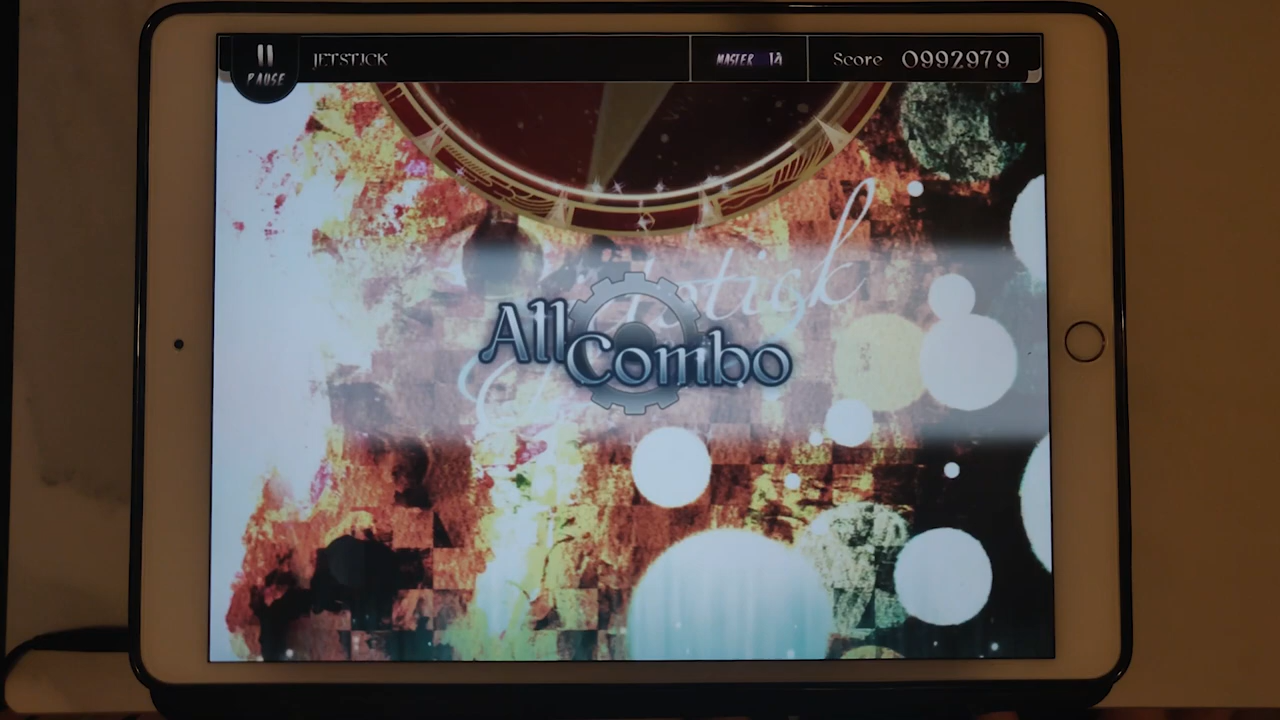 PAUSE
JETSTICK
MASTER 14
Score 0992979
All
Combo